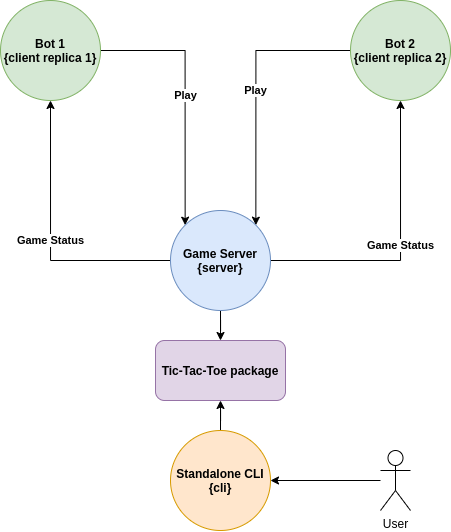 Bot 1
{client replica 1}
Bot 2
{client replica 2}
Play
Play
Game Status
Game Status
Game Server
{server}
Tic-Tac-Toe package
Standalone CLI
{cli}
User